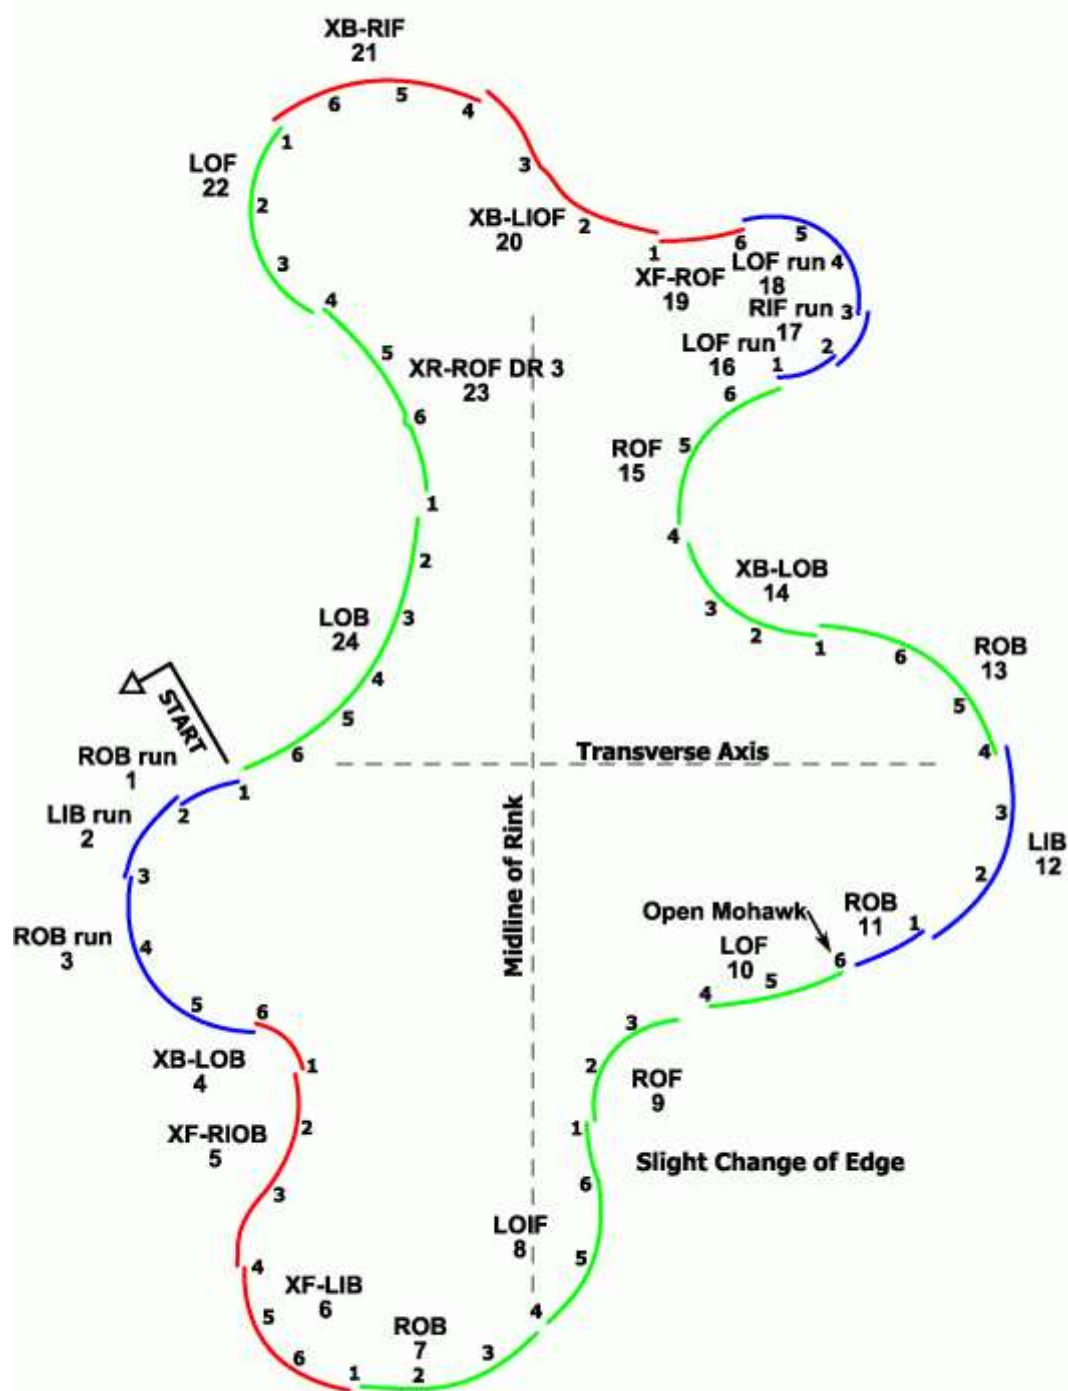 XB-RIF
21
6
5
4
1
LOF
22
2
3
4
3
XB-LIOF
20
2
1
XF-ROF
19
6
LOF run
18
5
4
RIF run
17
3
LOF run
16
1
2
6
5
XR-ROF DR 3
23
6
1
ROF
15
5
4
XB-LOB
14
3
2
1
ROB
13
6
5
4
2
LOB
24
3
4
5
6
START
Transverse Axis
Midline of Rink
ROB run
1
1
LIB run
2
2
3
ROB run
3
4
5
3
LIB
12
2
Open Mohawk
ROB
11
1
LOF
10
6
5
4
6
XB-LOB
4
1
XF-RIOB
5
2
3
4
3
2
ROF
9
1
Slight Change of Edge
6
LOIF
8
5
4
XF-LIB
6
5
6
ROB
7
1
2
3